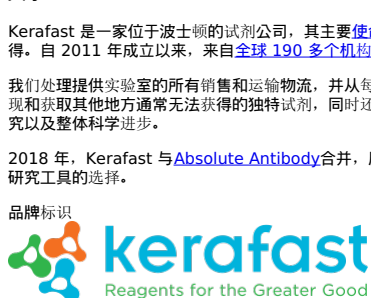 Kerafast 是一家位于波士顿的试剂公司，其主要使
得。自 2011 年成立以来，来自全球 190 多个机构
我们处理提供实验室的所有销售和运输物流，并从每
现和获取其他地方通常无法获得的独特试剂，同时还
究以及整体科学进步。
2018 年，Kerafast 与Absolute Antibody合并，
研究工具的选择。
品牌标识
kerafast
Reagents for the Greater Good